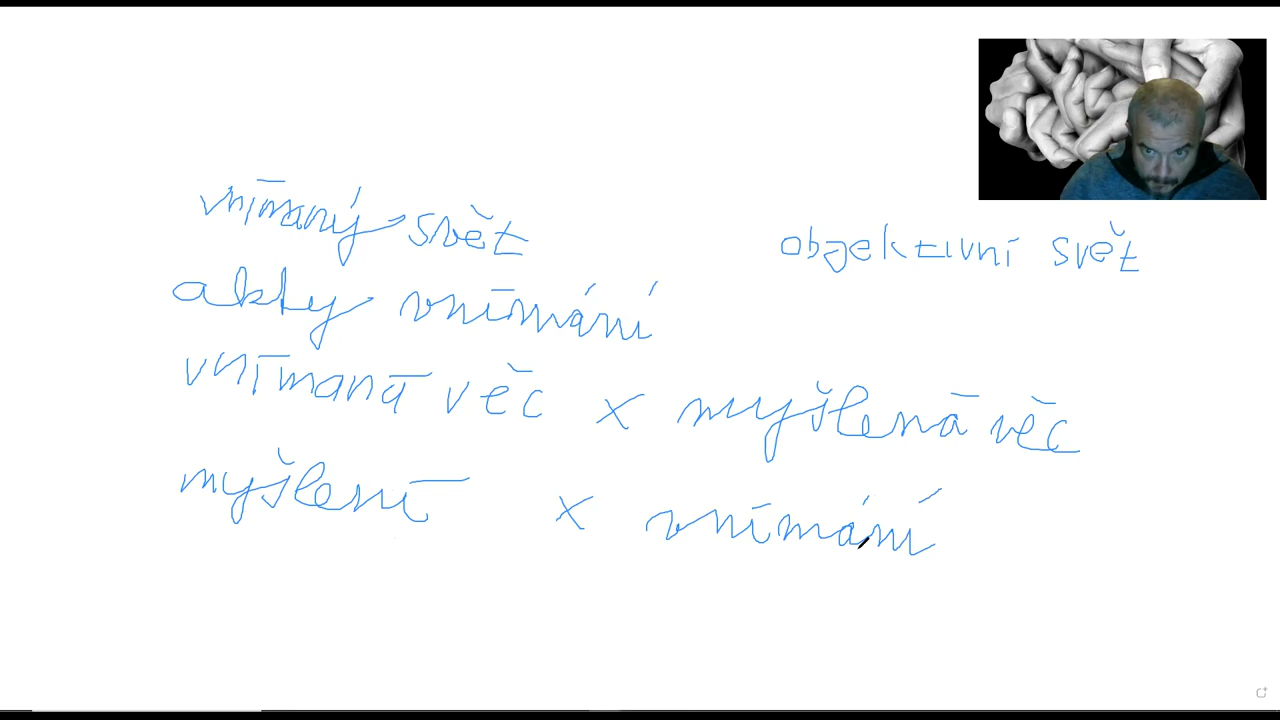 vnímaný svět
objektivní svět
akty vnímání
vnímaná věc x myšlená věc
myšlení x vnímání